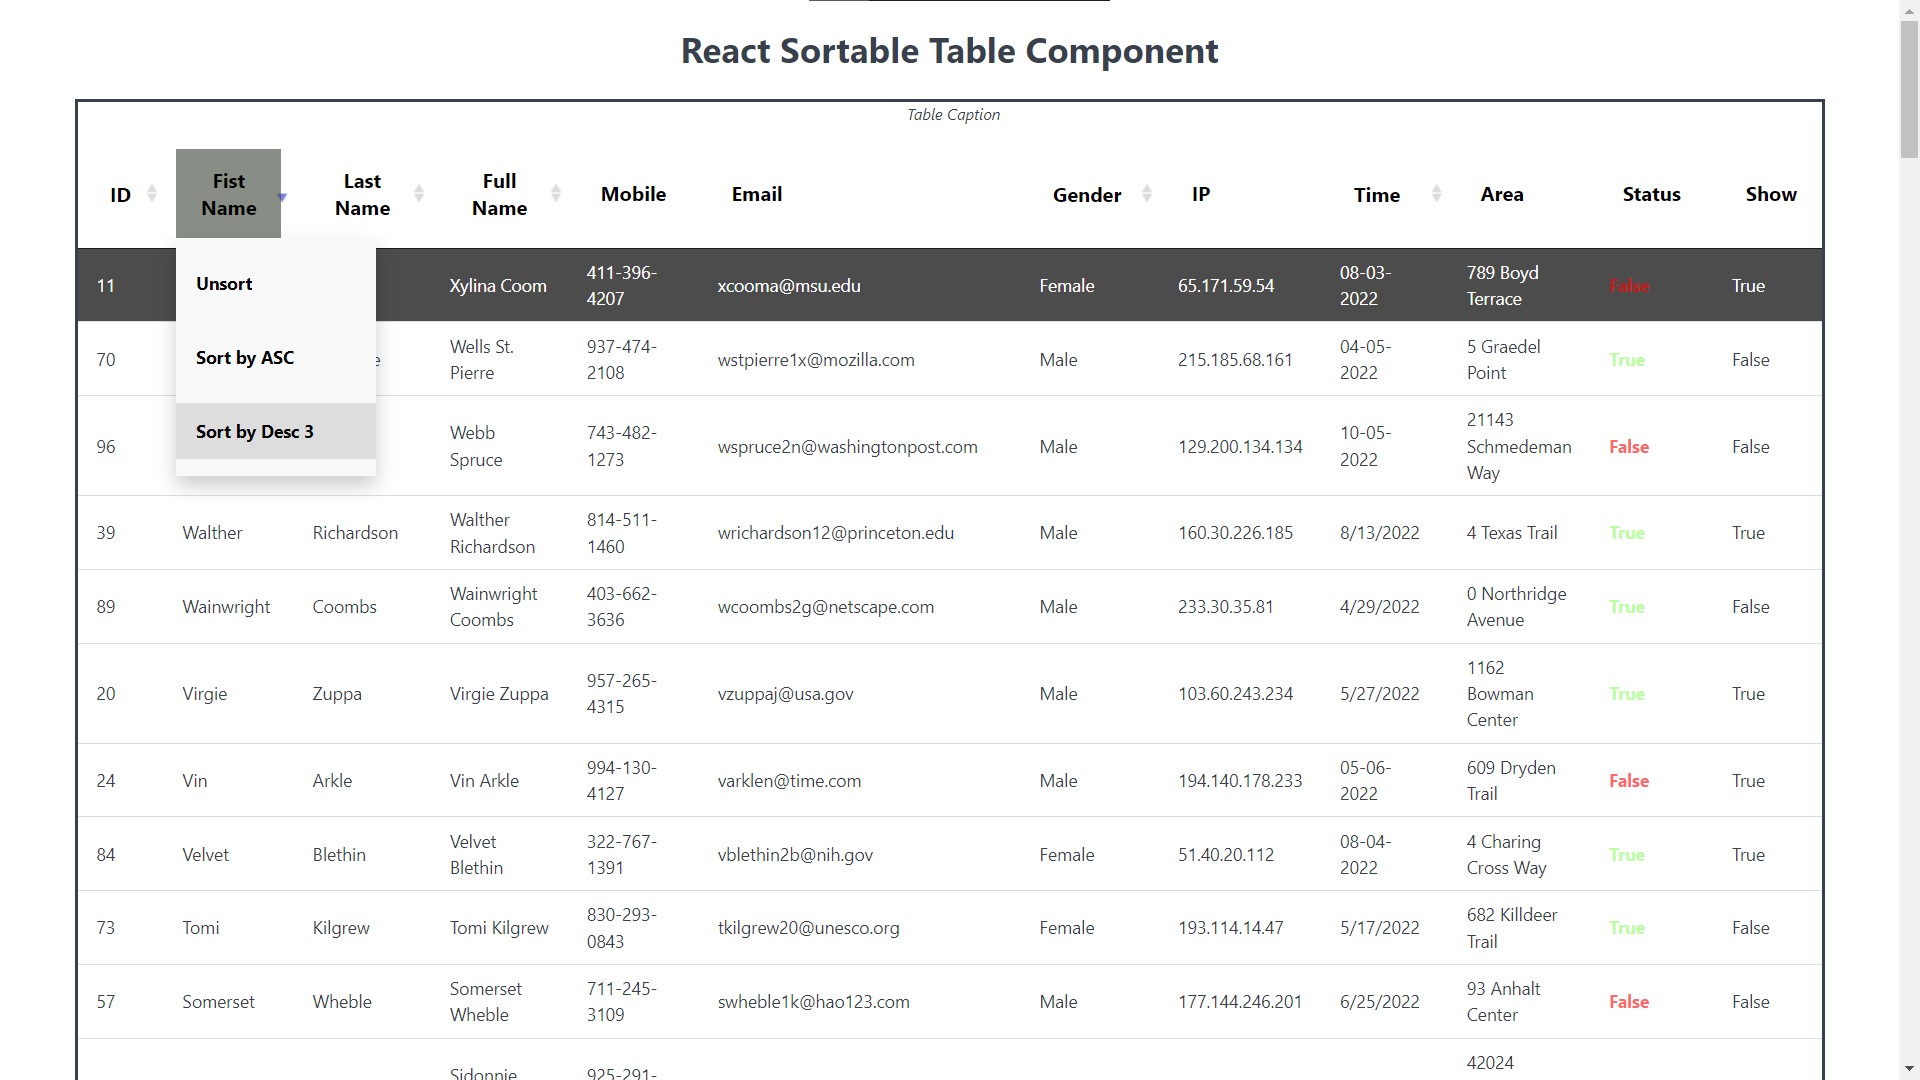 React Sortable Table Component
Table Caption
ID
Fist
Name
Last
Name
Full
Name
Mobile
Email
Gender
IP
Time
Area
Status
Show
Unsort
Sort by ASC
Sort by Desc 3
11 Xylina Coom 411-396- xcooma@msu.edu Female 65.171.59.54 08-03- 789 Boyd False True
4207 2022 Terrace
70 e Wells St. 937-474- wstpierre1x@mozilla.com Male 215.185.68.161 04-05- 5 Graedel True False
Pierre 2108 2022 Point
96 Webb 743-482- wspruce2n@washingtonpost.com Male 129.200.134.134 10-05- 21143 False False
Spruce 1273 2022 Schmedeman
Way
39 Walther Richardson Walther 814-511- wrichardson12@princeton.edu Male 160.30.226.185 8/13/2022 4 Texas Trail True True
Richardson 1460
89 Wainwright Coombs Wainwright 403-662- wcoombs2g@netscape.com Male 233.30.35.81 4/29/2022 0 Northridge True False
Coombs 3636 Avenue
20 Virgie Zuppa Virgie Zuppa 957-265- vzuppaj@usa.gov Male 103.60.243.234 5/27/2022 1162 True True
4315 Bowman
Center
24 Vin Arkle Vin Arkle 994-130- varklen@time.com Male 194.140.178.233 05-06- 609 Dryden False True
4127 2022 Trail
84 Velvet Blethin Velvet 322-767- vblethin2b@nih.gov Female 51.40.20.112 08-04- 4 Charing True True
Blethin 1391 2022 Cross Way
73 Tomi Kilgrew Tomi Kilgrew 830-293- tkilgrew20@unesco.org Female 193.114.14.47 5/17/2022 682 Killdeer True False
0843 Trail
57 Somerset Wheble Somerset 711-245- swheble1k@hao123.com Male 177.144.246.201 6/25/2022 93 Anhalt False False
Wheble 3109 Center
Sidonnie 925-291- 42024